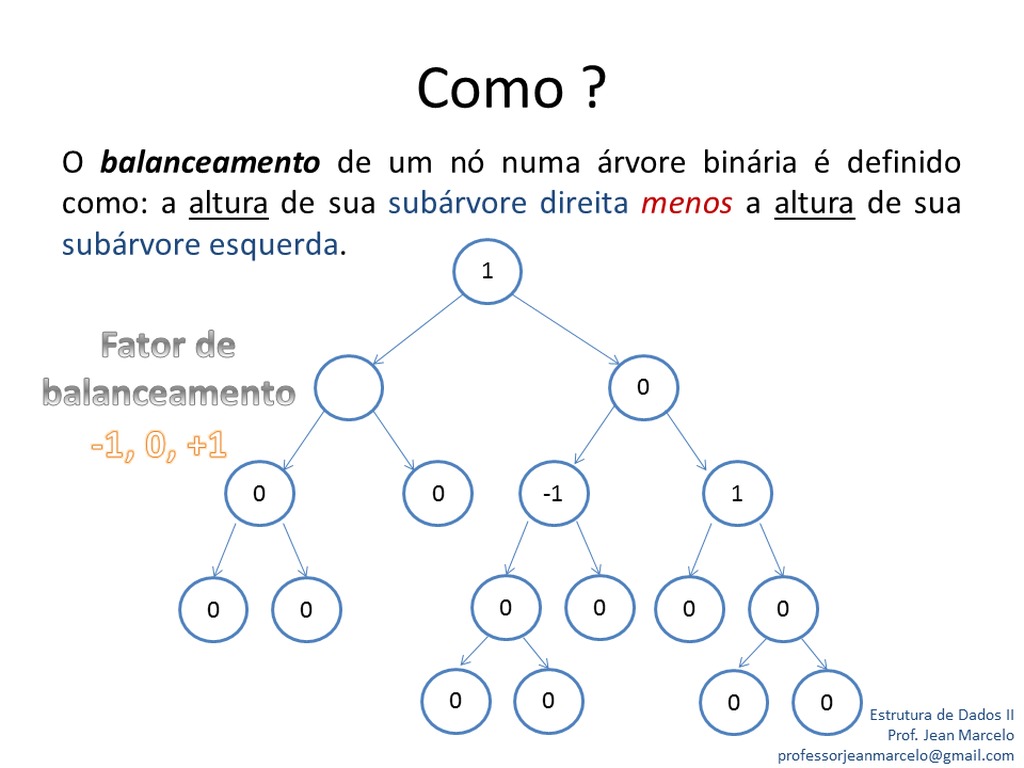 Como ?
O balanceamento de um nó numa árvore binária é definido
como: a altura de sua subárvore direita menos a altura de sua
subárvore esquerda.
1
Fator de
balanceamento
-1, 0, +1
0
0
0
-1
1
0
0
0
0
0
0
0
0
0
0
Estrutura de Dados II
Prof. Jean Marcelo
professorjeanmarcelo@gmail.com